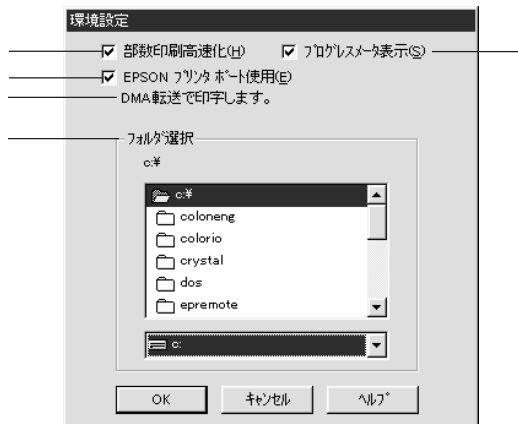 環境設定
部数印刷高速化(H) ﾌﾟﾛｸﾞﾚｽﾒｰﾀ表示(S)
EPSON ﾌﾟﾘﾝﾀ ﾎﾟｰﾄ使用(E)
DMA転送で印字します。
フォルダ選択
c:¥
c:¥
coloneng
colorio
crystal
dos
epremote
c:
OK ｷｬﾝｾﾙ ﾍﾙﾌﾟ